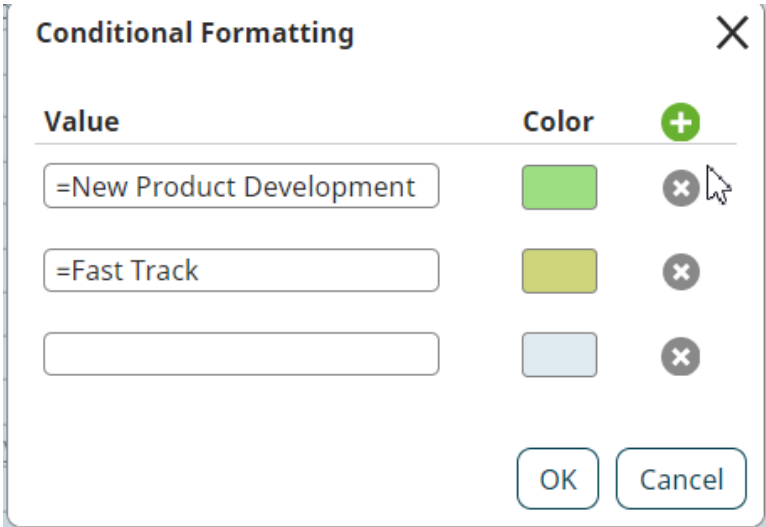 Conditional Formatting
Value Color
=New Product Development
=Fast Track
OK Cancel